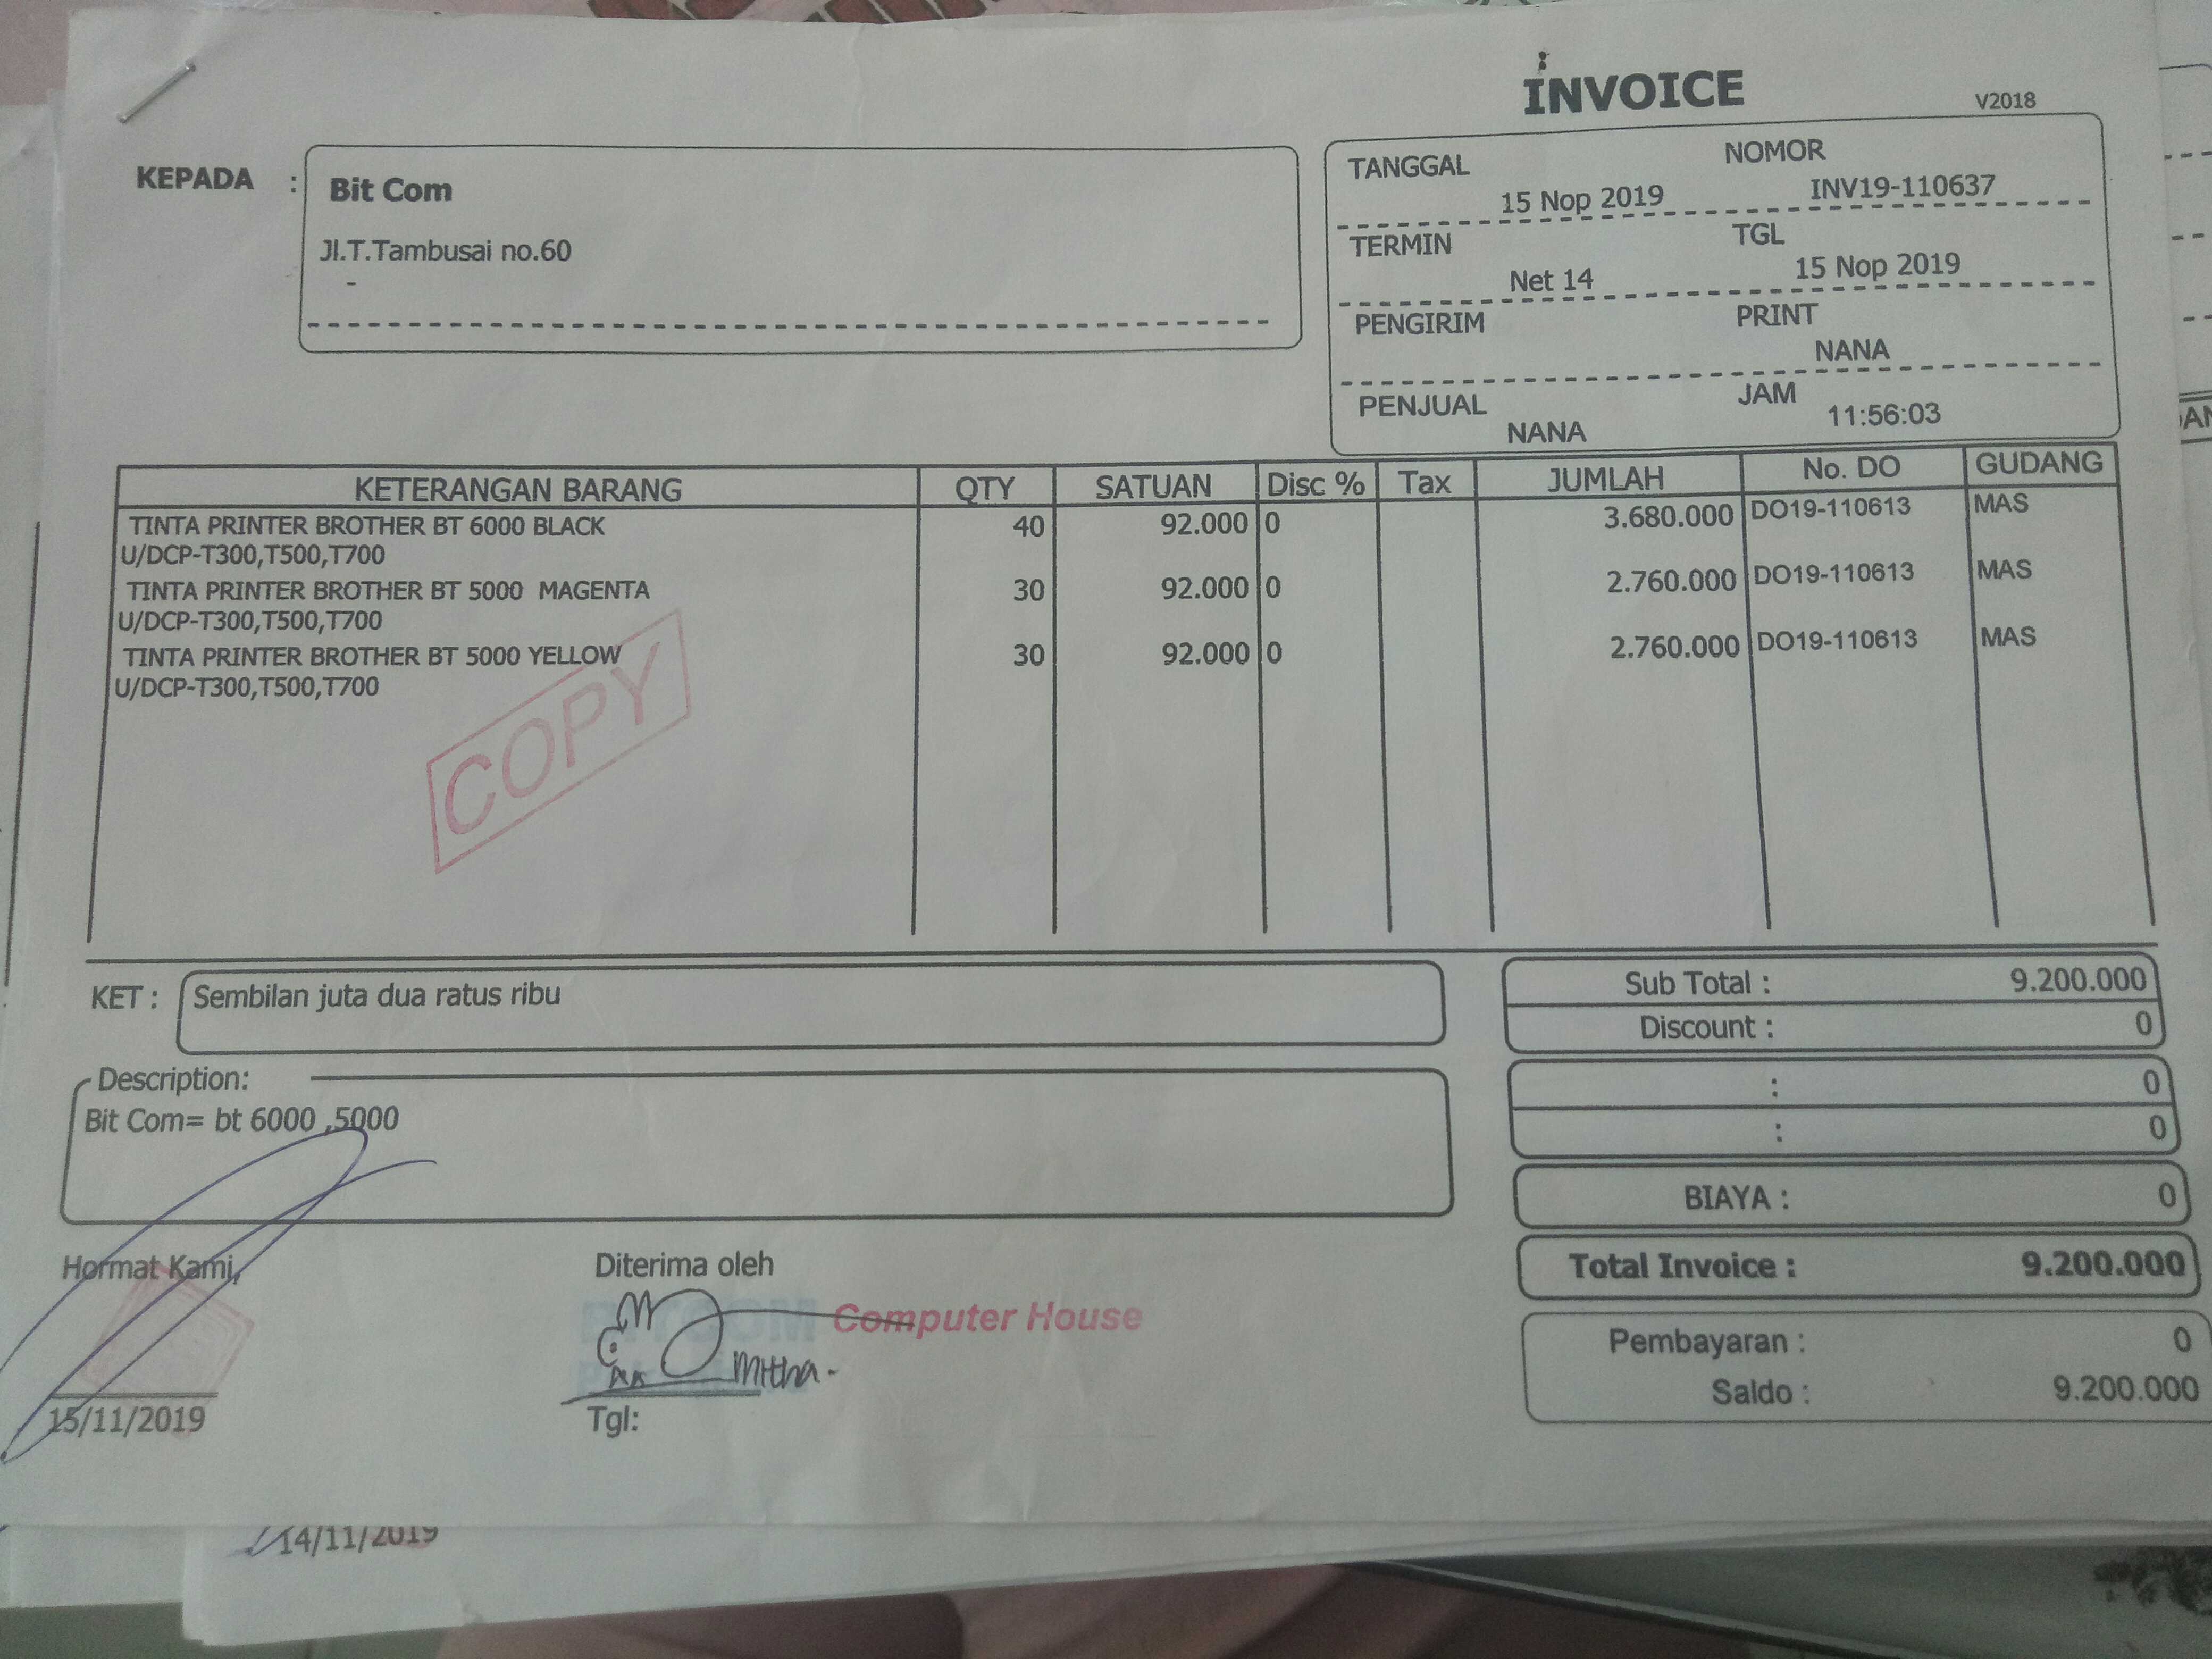 INVOICE
V2018
KEPADA :
Bit Com
Jl.T.Tambusai no.60
-
TANGGAL NOMOR
15 Nop 2019 INV19-110637
TERMIN TGL
Net 14 15 Nop 2019
PENGIRIM PRINT
NANA
PENJUAL JAM
NANA 11:56:03
KETERANGAN BARANG QTY SATUAN Disc % Tax JUMLAH No. DO GUDANG
TINTA PRINTER BROTHER BT 6000 BLACK 40 92.000 0 3.680.000 DO19-110613 MAS
U/DCP-T300,T500,T700
TINTA PRINTER BROTHER BT 5000 MAGENTA 30 92.000 0 2.760.000 DO19-110613 MAS
U/DCP-T300,T500,T700
TINTA PRINTER BROTHER BT 5000 YELLOW 30 92.000 0 2.760.000 DO19-110613 MAS
U/DCP-T300,T500,T700
COPY
KET : Sembilan juta dua ratus ribu
Sub Total : 9.200.000
Discount : 0
: 0
: 0
Description:
Bit Com= bt 6000 ,5000
BIAYA : 0
Total Invoice : 9.200.000
Pembayaran : 0
Saldo : 9.200.000
Hormat Kami,
15/11/2019
Diterima oleh
Computer House
Mitha-
Tgl:
14/11/2019